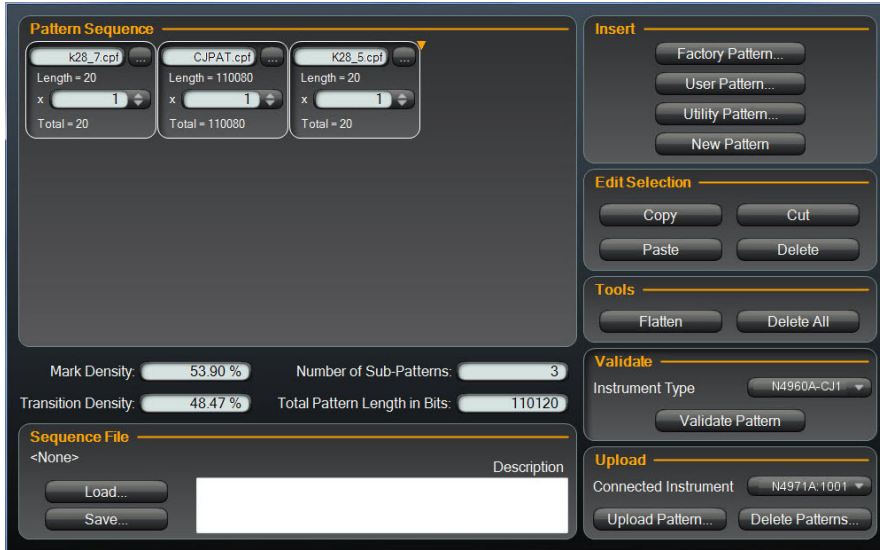 Pattern Sequence
k28_7.cpf ... CJPAT.cpf ... K28_5.cpf ...
Length = 20 Length = 110080 Length = 20
x 1 x 1 x 1
Total = 20 Total = 110080 Total = 20
Mark Density: 53.90 % Number of Sub-Patterns: 3
Transition Density: 48.47 % Total Pattern Length in Bits: 110120
Sequence File
<None>
Description
Load...
Save...
Insert
Factory Pattern...
User Pattern...
Utility Pattern...
New Pattern
Edit Selection
Copy Cut
Paste Delete
Tools
Flatten Delete All
Validate
Instrument Type N4960A-CJ1
Validate Pattern
Upload
Connected Instrument N4971A:1001
Upload Pattern... Delete Patterns...